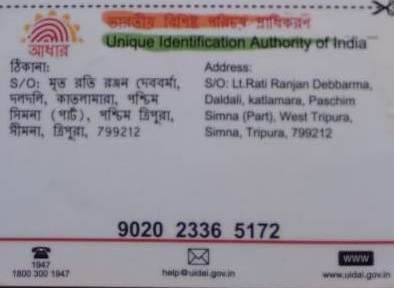 ভারতীয় বিশিষ্ট পরিচয় প্রাধিকরণ
Unique Identification Authority of India
আধার
ঠিকানা:
S/O: মৃত রতি রঞ্জন দেববর্মা,
দলদলি, কাতলামারা, পশ্চিম
সিমনা (পার্ট), পশ্চিম ত্রিপুরা,
সীমনা, ত্রিপুরা, 799212
Address:
S/O: Lt.Rati Ranjan Debbarma,
Daldali, katlamara, Paschim
Simna (Part), West Tripura,
Simna, Tripura, 799212
9020 2336 5172
1947
1800 300 1947
help@uidai.gov.in
www
www.uidai.gov.in